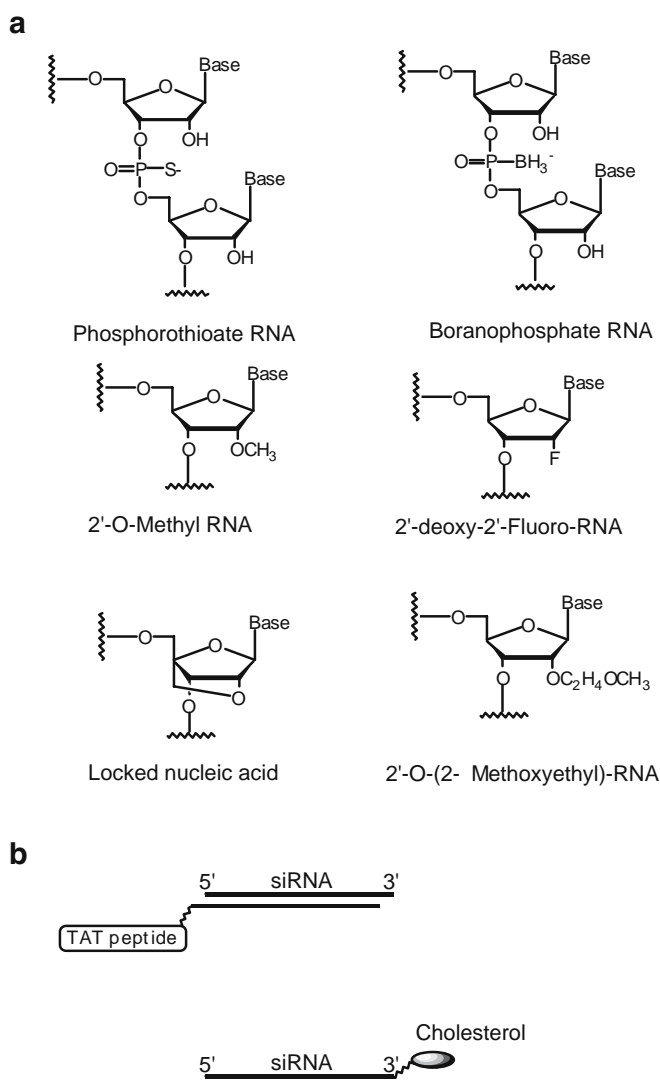 a
Base
O
O
O
OH
O=P-S-
Base
O
O
O
OH
Phosphorothioate RNA
Base
O
O
O
OH
O=P-BH3-
Base
O
O
O
OH
Boranophosphate RNA
Base
O
O
O
OCH3
2'-O-Methyl RNA
Base
O
O
O
F
2'-deoxy-2'-Fluoro-RNA
Base
O
O
O
O
Locked nucleic acid
Base
O
O
O
OC2H4OCH3
2'-O-(2- Methoxyethyl)-RNA
b
5' siRNA 3'
TAT peptide
Cholesterol
5' siRNA 3'